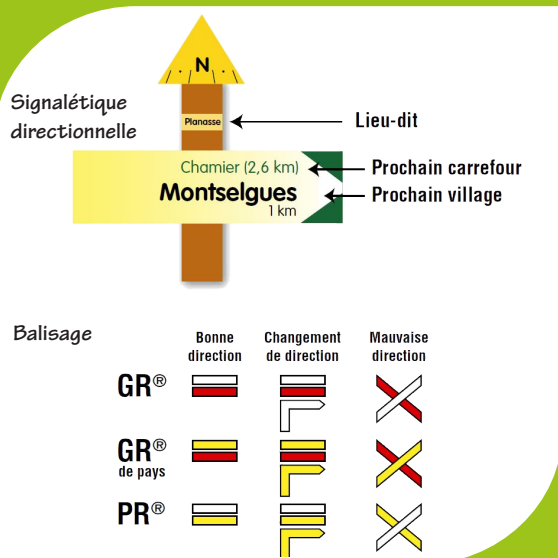 N
Signalétique
directionnelle
Planasse
Lieu-dit
Chamier (2,6 km)
Prochain carrefour
Montselgues
Prochain village
1 km
Balisage
Bonne
direction
Changement
de direction
Mauvaise
direction
GR®
GR®
de pays
PR®